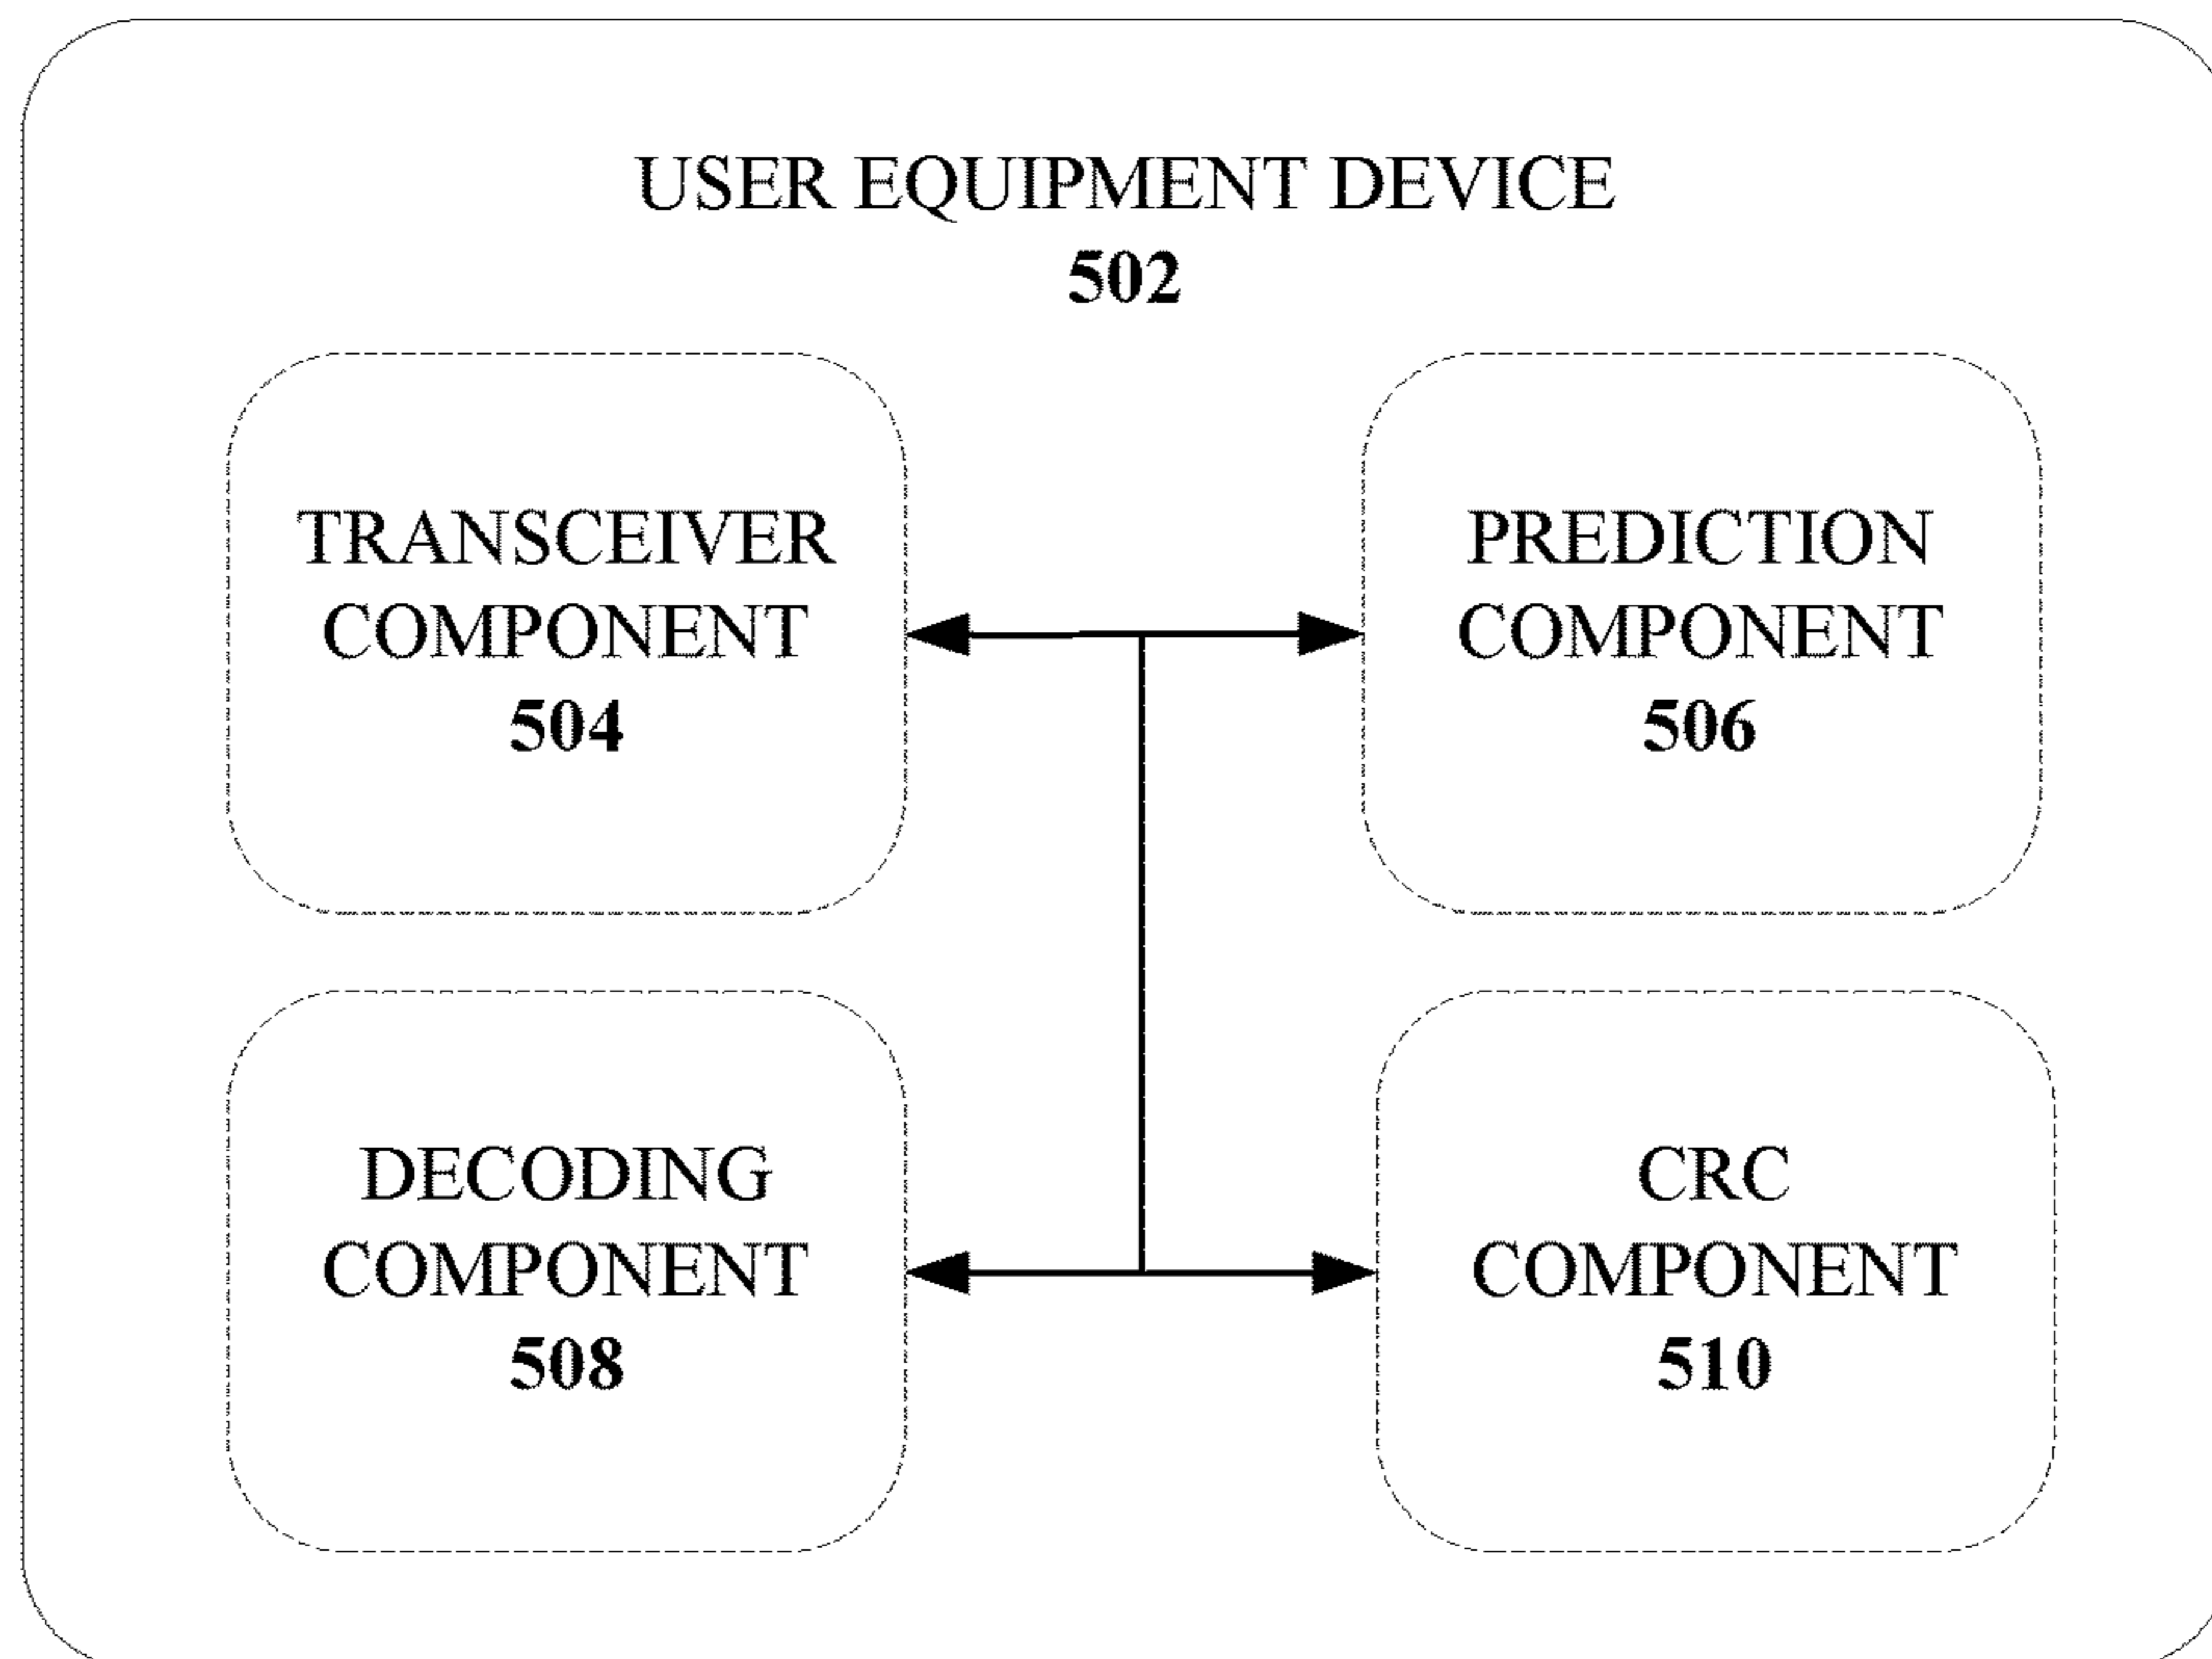 USER EQUIPMENT DEVICE
502
TRANSCEIVER
COMPONENT
504
PREDICTION
COMPONENT
506
DECODING
COMPONENT
508
CRC
COMPONENT
510